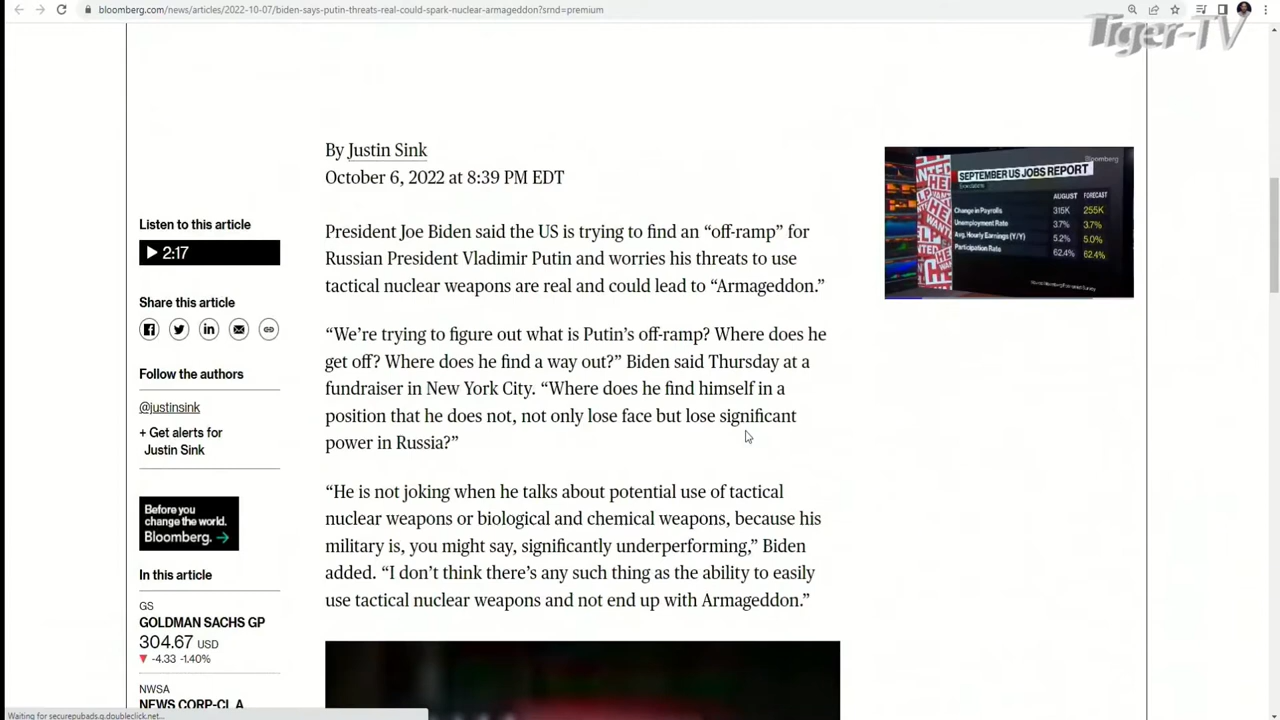 bloomberg.com/news/articles/2022-10-07/biden-says-putin-threats-real-could-spark-nuclear-armageddon?srnd=premium
Tiger-TV
By Justin Sink
October 6, 2022 at 8:39 PM EDT
Listen to this article
2:17
Share this article
Follow the authors
@justinsink
+ Get alerts for
Justin Sink
Before you
change the world.
Bloomberg. →
In this article
GS
GOLDMAN SACHS GP
304.67 USD
▼ -4.33 -1.40%
NWSA
NEWS CORP-CL A
President Joe Biden said the US is trying to find an “off-ramp” for
Russian President Vladimir Putin and worries his threats to use
tactical nuclear weapons are real and could lead to “Armageddon.”
“We’re trying to figure out what is Putin’s off-ramp? Where does he
get off? Where does he find a way out?” Biden said Thursday at a
fundraiser in New York City. “Where does he find himself in a
position that he does not, not only lose face but lose significant
power in Russia?”
“He is not joking when he talks about potential use of tactical
nuclear weapons or biological and chemical weapons, because his
military is, you might say, significantly underperforming,” Biden
added. “I don’t think there’s any such thing as the ability to easily
use tactical nuclear weapons and not end up with Armageddon.”
Bloomberg
SEPTEMBER US JOBS REPORT
AUGUST FORECAST
Change in Payrolls 315K 255K
Unemployment Rate 3.7% 3.7%
Avg. Hourly Earnings (Y/Y) 5.2% 5.0%
Participation Rate 62.4% 62.4%
Waiting for securepubads.g.doubleclick.net...